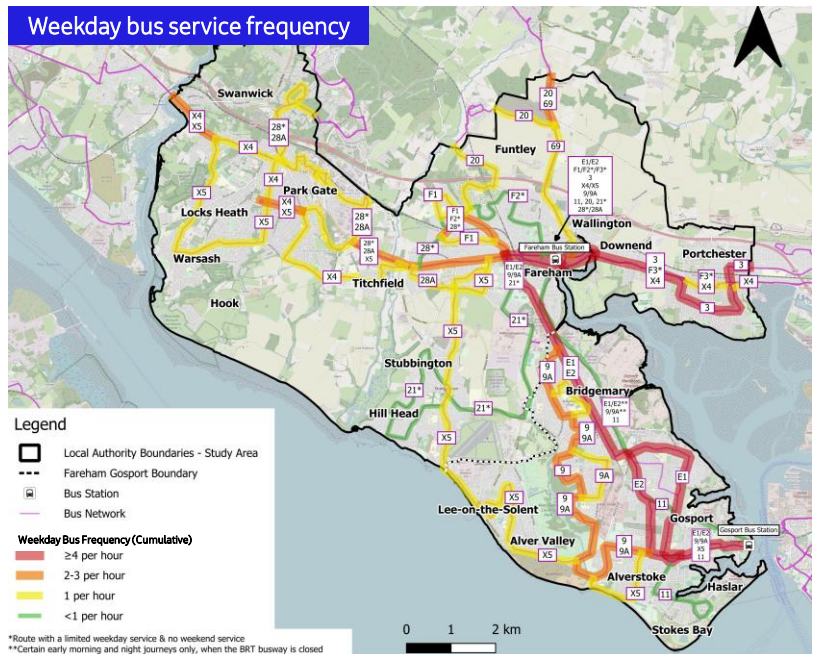 Weekday bus service frequency
Swanwick
X4
X5
28*
28A
X4
20
69
20
Funtley
69
20
E1/E2
F1/F2*/F3*
3
X4/X5
9/9A
11, 20, 21*
28*/28A
X4
Park Gate
X5
X4
X5
Locks Heath
X5
F1
F1
F2*
28*
F2*
28*
28A
Wallington
F1
Warsash
28*
28A
X5
28*
Fareham Bus Station
Downend
Portchester
3
F3*
X4
3
F3*
X4
X4
3
X4
Titchfield
28A
X5
E1/E2
9/9A
21*
Fareham
Hook
X5
21*
Stubbington
9
9A
E1
E2
Bridgemary
21*
E1/E2**
9/9A**
11
Hill Head
21*
X5
9
9A
9
9A
E2
E1
X5
9
9A
11
Lee-on-the-Solent
Gosport
Gosport Bus Station
Alver Valley
X5
9
9A
E1/E2
9/9A
X5
11
Alverstoke
X5
11
Haslar
Stokes Bay
Legend
Local Authority Boundaries - Study Area
Fareham Gosport Boundary
Bus Station
Bus Network
Weekday Bus Frequency (Cumulative)
≥4 per hour
2-3 per hour
1 per hour
<1 per hour
*Route with a limited weekday service & no weekend service
**Certain early morning and night journeys only, when the BRT busway is closed
0 1 2 km